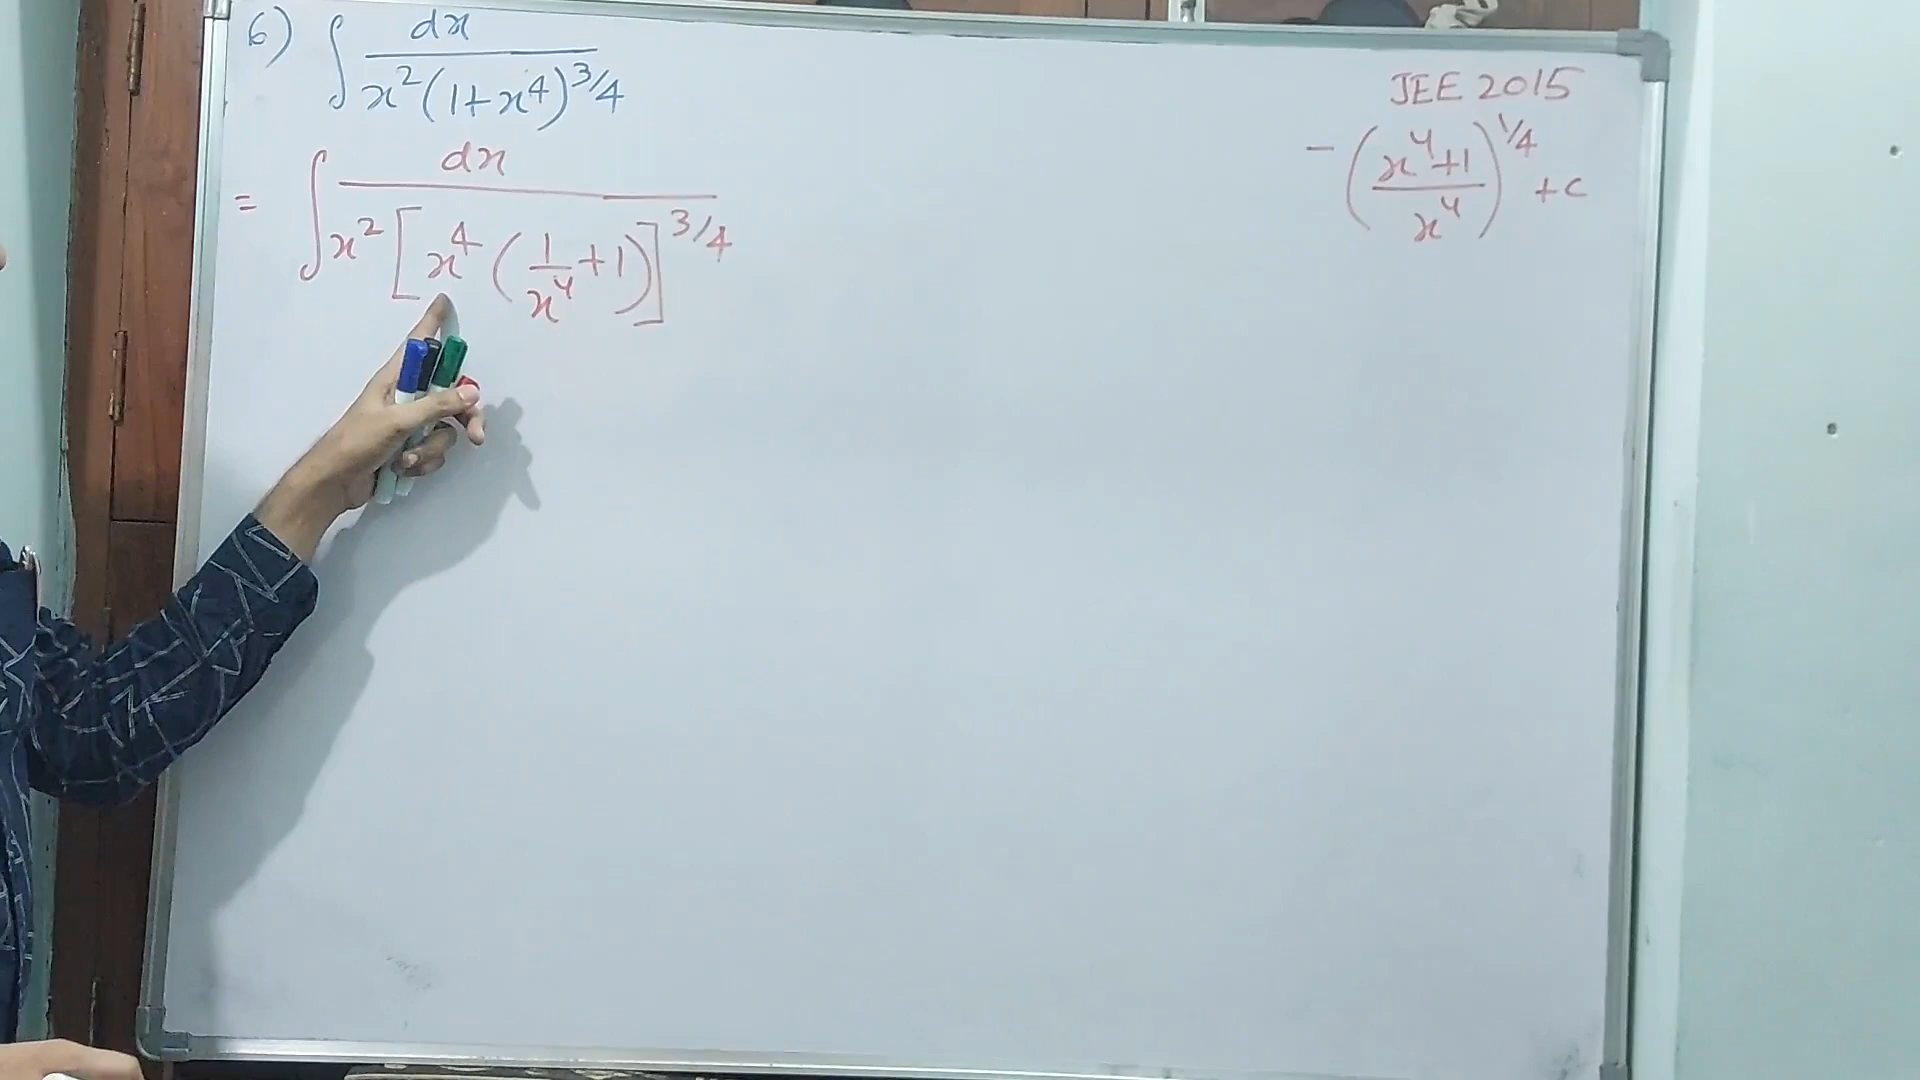 6) ∫ dx / x²(1+x⁴)^3/4
= ∫ dx / x² [x⁴ (1/x⁴ + 1)]^3/4
JEE 2015
- (x⁴+1 / x⁴)^1/4 + c